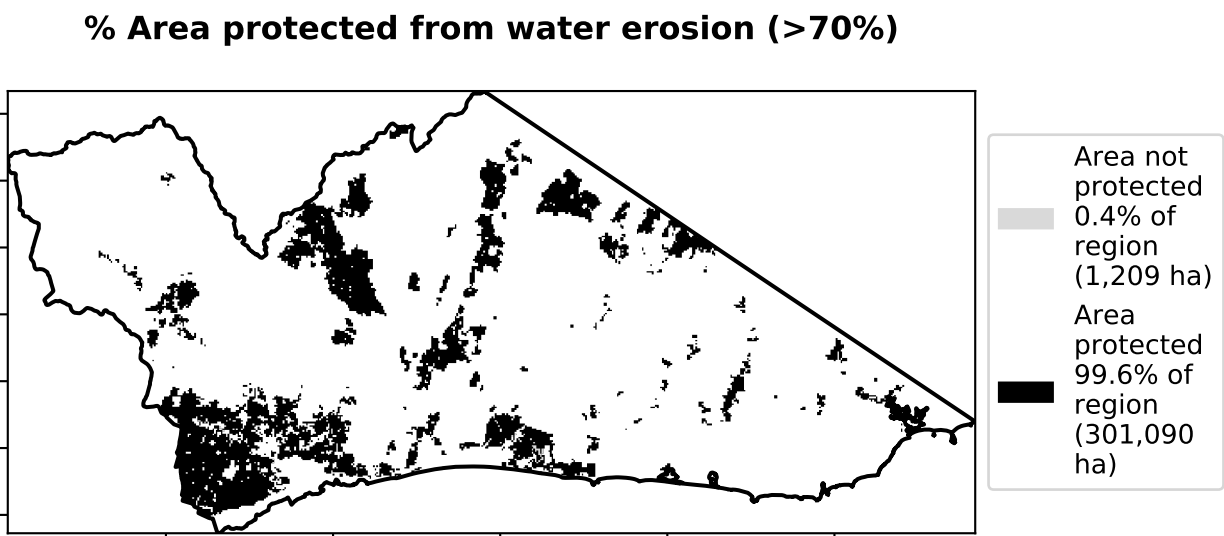 % Area protected from water erosion (>70%)
Area not
protected
0.4% of
region
(1,209 ha)
Area
protected
99.6% of
region
(301,090
ha)